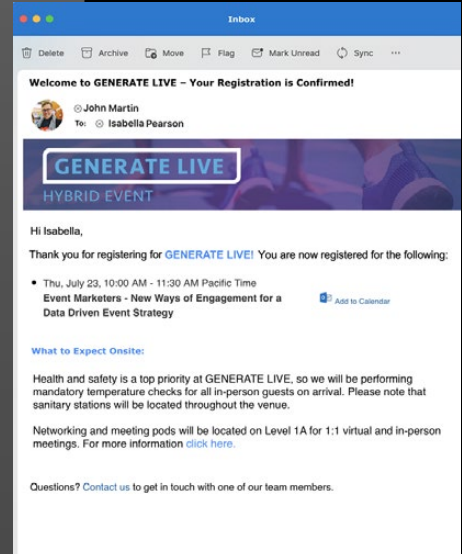 Inbox
Delete Archive Move Flag Mark Unread Sync ...
Welcome to GENERATE LIVE – Your Registration is Confirmed!
John Martin
To: Isabella Pearson
GENERATE LIVE
HYBRID EVENT
Hi Isabella,
Thank you for registering for GENERATE LIVE! You are now registered for the following:
• Thu, July 23, 10:00 AM - 11:30 AM Pacific Time
Event Marketers - New Ways of Engagement for a
Data Driven Event Strategy
Add to Calendar
What to Expect Onsite:
Health and safety is a top priority at GENERATE LIVE, so we will be performing
mandatory temperature checks for all in-person guests on arrival. Please note that
sanitary stations will be located throughout the venue.
Networking and meeting pods will be located on Level 1A for 1:1 virtual and in-person
meetings. For more information click here.
Questions? Contact us to get in touch with one of our team members.